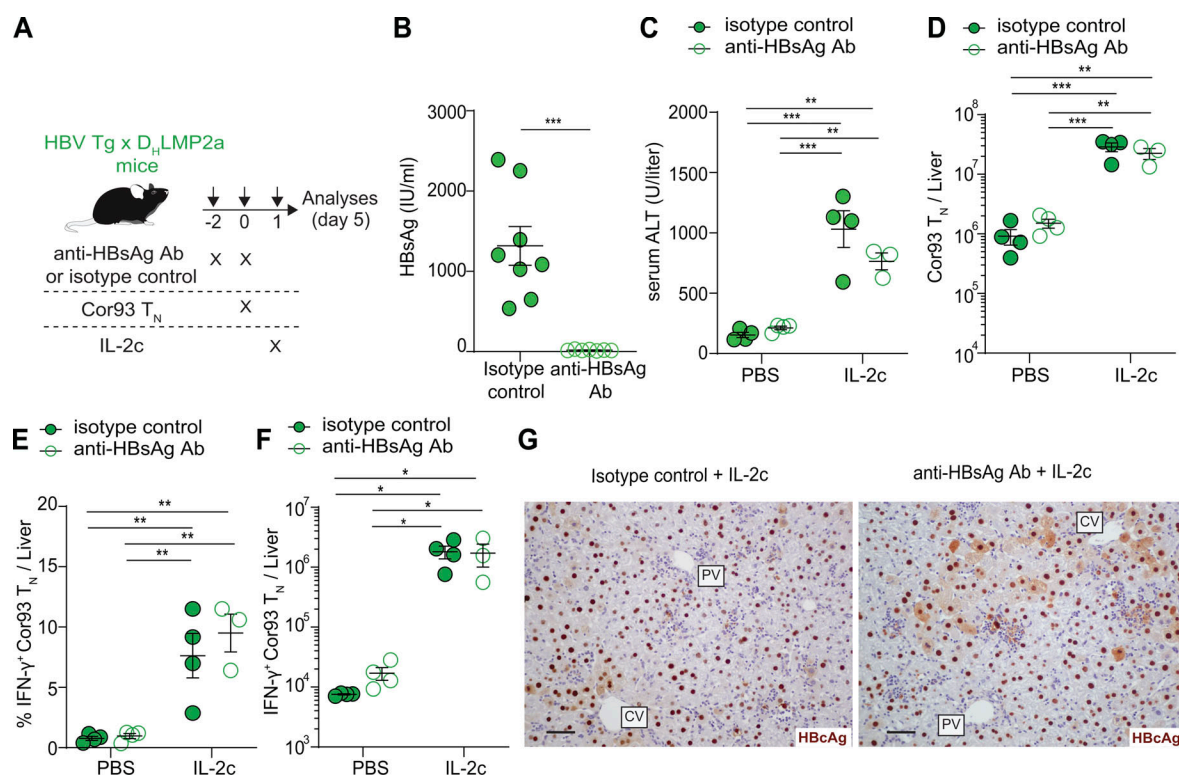 A
HBV Tg x DHLMP2a
mice
-2 0 1
Analyses
(day 5)
anti-HBsAg Ab
or isotype control
X X
Cor93 TN
X
IL-2c
X
B
***
HBsAg (IU/ml)
3000
2000
1000
0
Isotype
control
anti-HBsAg
Ab
C
isotype control
anti-HBsAg Ab
**
***
**
***
serum ALT (U/liter)
2000
1500
1000
500
0
PBS
IL-2c
D
isotype control
anti-HBsAg Ab
**
***
**
***
Cor93 TN / Liver
10^8
10^7
10^6
10^5
10^4
PBS
IL-2c
E
isotype control
anti-HBsAg Ab
**
**
**
**
% IFN-γ+ Cor93 TN / Liver
20
15
10
5
0
PBS
IL-2c
F
isotype control
anti-HBsAg Ab
*
*
*
*
IFN-γ+ Cor93 TN / Liver
10^7
10^6
10^5
10^4
10^3
PBS
IL-2c
G
Isotype control + IL-2c
PV
CV
HBcAg
anti-HBsAg Ab + IL-2c
CV
PV
HBcAg